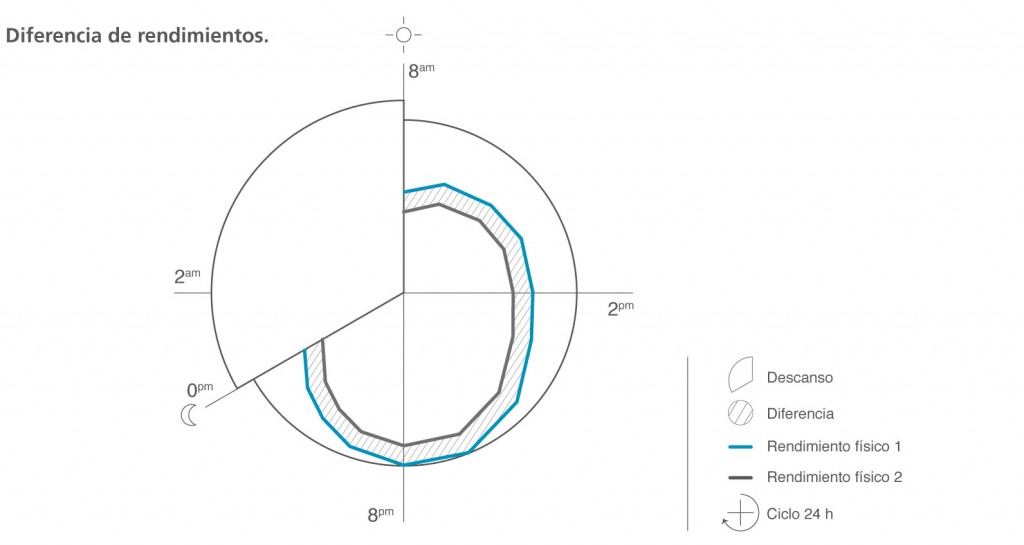 Diferencia de rendimientos.
8am
2am
2pm
0pm
8pm
Descanso
Diferencia
Rendimiento físico 1
Rendimiento físico 2
Ciclo 24 h